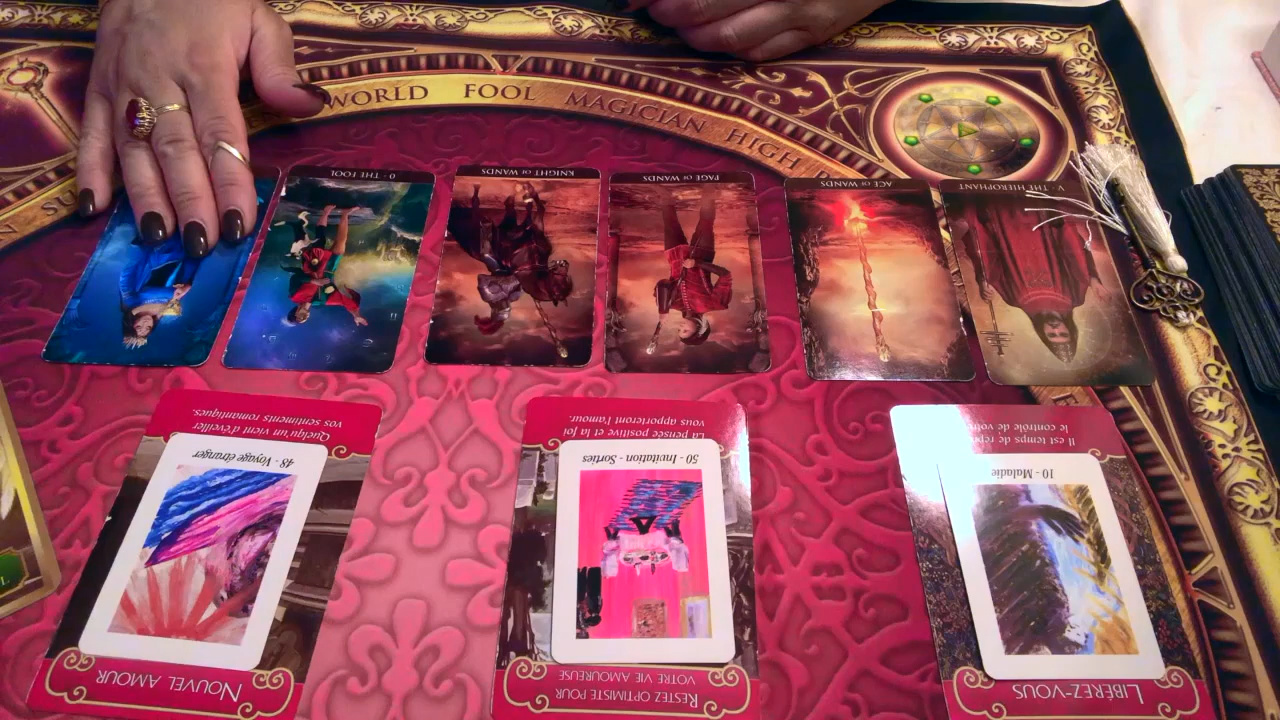 WORLD FOOL MAGICIAN HIGH
SU
0 · THE FOOL
KNIGHT OF WANDS
PAGE OF WANDS
ACE OF WANDS
V · THE HIEROPHANT
Quelqu'un vient d'éveiller
vos sentiments romantiques.
48 - Voyage étranger
NOUVEL AMOUR
La pensée positive et la foi
vous apporteront l'amour.
50 - Invitation - Sorties
RESTEZ OPTIMISTE POUR
VOTRE VIE AMOUREUSE
Il est temps de
le contrôle de votre
10 - Maladie
LIBÉREZ-VOUS
L